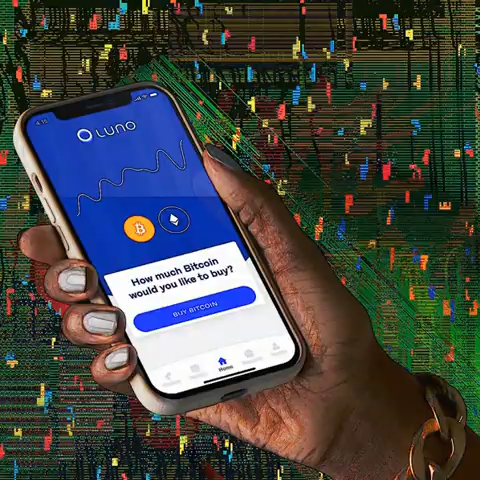 LUNO
How much Bitcoin
would you like to buy?
BUY BITCOIN
Home